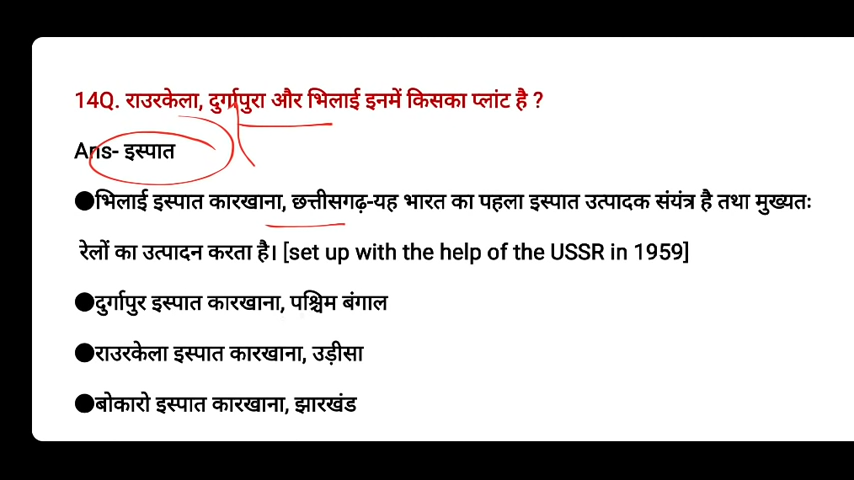 14Q. राउरकेला, दुर्गापुरा और भिलाई इनमें किसका प्लांट है ?
Ans- इस्पात
●भिलाई इस्पात कारखाना, छत्तीसगढ़-यह भारत का पहला इस्पात उत्पादक संयंत्र है तथा मुख्यतः
रेलों का उत्पादन करता है। [set up with the help of the USSR in 1959]
●दुर्गापुर इस्पात कारखाना, पश्चिम बंगाल
●राउरकेला इस्पात कारखाना, उड़ीसा
●बोकारो इस्पात कारखाना, झारखंड